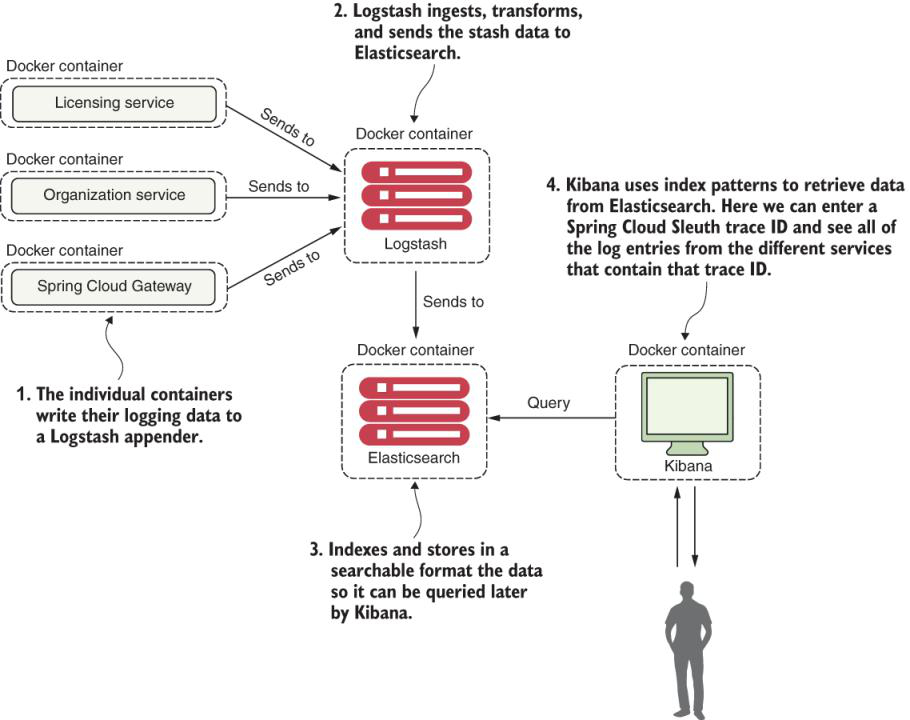 2. Logstash ingests, transforms,
and sends the stash data to
Elasticsearch.
Docker container
Licensing service
Sends to
Docker container
Docker container
Organization service
Sends to
Logstash
Docker container
Spring Cloud Gateway
Sends to
4. Kibana uses index patterns to retrieve data
from Elasticsearch. Here we can enter a
Spring Cloud Sleuth trace ID and see all of
the log entries from the different services
that contain that trace ID.
Sends to
1. The individual containers
write their logging data to
a Logstash appender.
Docker container
Elasticsearch
Query
Docker container
Kibana
3. Indexes and stores in a
searchable format the data
so it can be queried later
by Kibana.